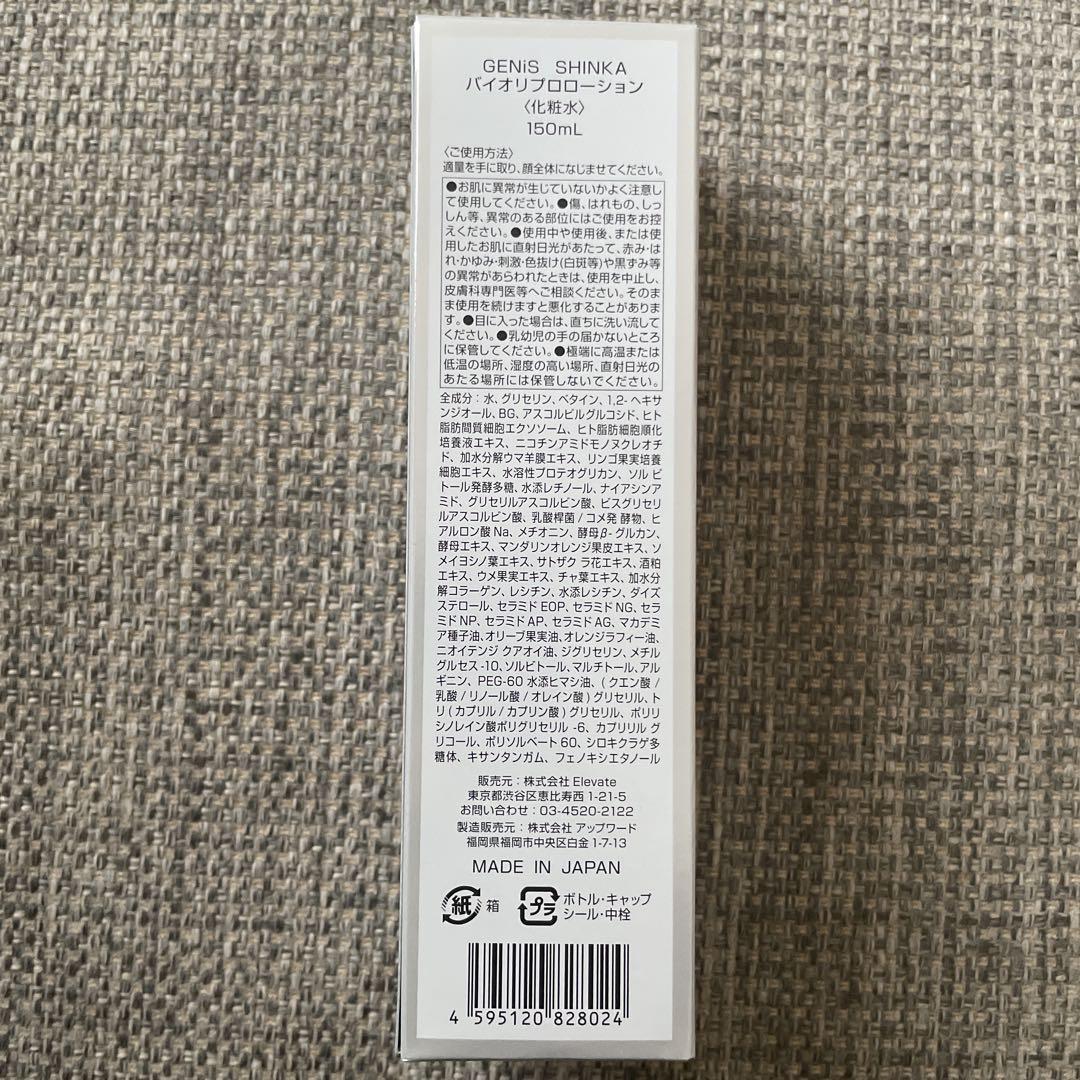 GENiS SHINKA
バイオリプロローション
〈化粧水〉
150mL
〈ご使用方法〉
適量を手に取り、顔全体になじませてください。
●お肌に異常が生じていないかよく注意し
て使用してください。●傷、はれもの、しっ
しん等、異常のある部位にはご使用をお控
えください。●使用中や使用後、または使
用したお肌に直射日光があたって、赤み・は
れ・かゆみ・刺激・色抜け(白斑等)や黒ずみ等
の異常があらわれたときは、使用を中止し、
皮膚科専門医等へご相談ください。そのま
ま使用を続けますと悪化することがありま
す。●目に入った場合は、直ちに洗い流して
ください。●乳幼児の手の届かないところ
に保管してください。●極端に高温または
低温の場所、湿度の高い場所、直射日光の
あたる場所には保管しないでください。
全成分:水、グリセリン、ベタイン、1,2-ヘキサ
ンジオール、BG、アスコルビルグルコシド、ヒト
脂肪間質細胞エクソソーム、ヒト脂肪細胞順化
培養液エキス、ニコチンアミドモノヌクレオチ
ド、加水分解ウマ羊膜エキス、リンゴ果実培養
細胞エキス、水溶性プロテオグリカン、ソルビ
トール発酵多糖、水添レチノール、ナイアシンア
ミド、グリセリルアスコルビン酸、ビスグリセリ
ルアスコルビン酸、乳酸桿菌/コメ発酵物、ヒ
アルロン酸Na、メチオニン、酵母β-グルカン、
酵母エキス、マンダリンオレンジ果皮エキス、ソ
メイヨシノ葉エキス、サトザクラ花エキス、酒粕
エキス、ウメ果実エキス、チャ葉エキス、加水分
解コラーゲン、レシチン、水添レシチン、ダイズ
ステロール、セラミドEOP、セラミドNG、セラ
ミドNP、セラミドAP、セラミドAG、マカデミ
ア種子油、オリーブ果実油、オレンジラフィー油、
ニオイテンジクアオイ油、ジグリセリン、メチル
グルセス-10、ソルビトール、マルチトール、アル
ギニン、PEG-60水添ヒマシ油、(クエン酸/
乳酸/リノール酸/オレイン酸)グリセリル、ト
リ(カプリル/カプリン酸)グリセリル、ポリリ
シノレイン酸ポリグリセリル-6、カプリリルグ
リコール、ポリソルベート60、シロキクラゲ多
糖体、キサンタンガム、フェノキシエタノール
販売元:株式会社Elevate
東京都渋谷区恵比寿西1-21-5
お問い合わせ:03-4520-2122
製造販売元:株式会社アップワード
福岡県福岡市中央区白金1-7-13
MADE IN JAPAN
紙 箱 プラ ボトル・キャップ
シール・中栓
4 595120 828024